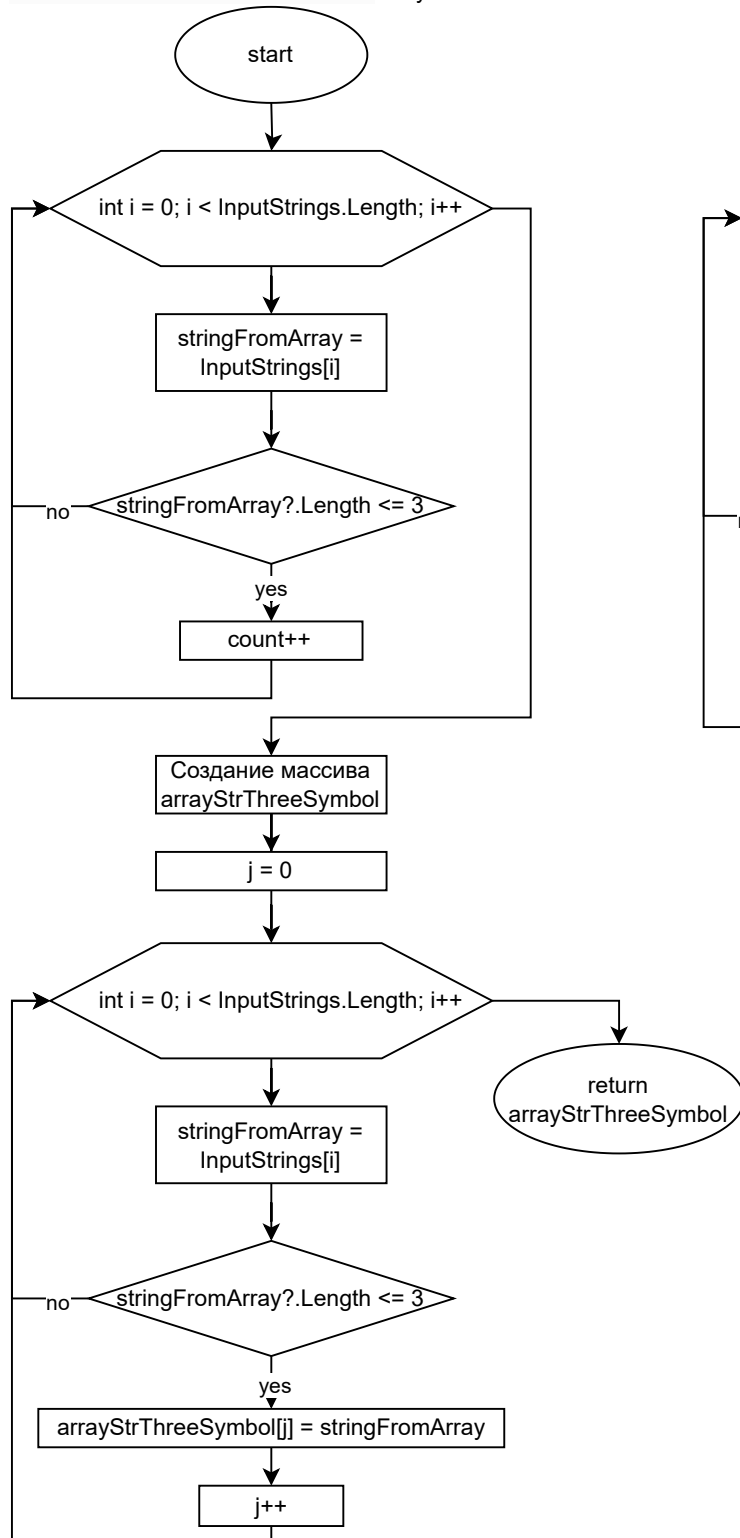 start
int i = 0; i < InputStrings.Length; i++
stringFromArray =
InputStrings[i]
stringFromArray?.Length <= 3
no
yes
count++
Создание массива
arrayStrThreeSymbol
j = 0
int i = 0; i < InputStrings.Length; i++
return
arrayStrThreeSymbol
stringFromArray =
InputStrings[i]
stringFromArray?.Length <= 3
no
yes
arrayStrThreeSymbol[j] = stringFromArray
j++